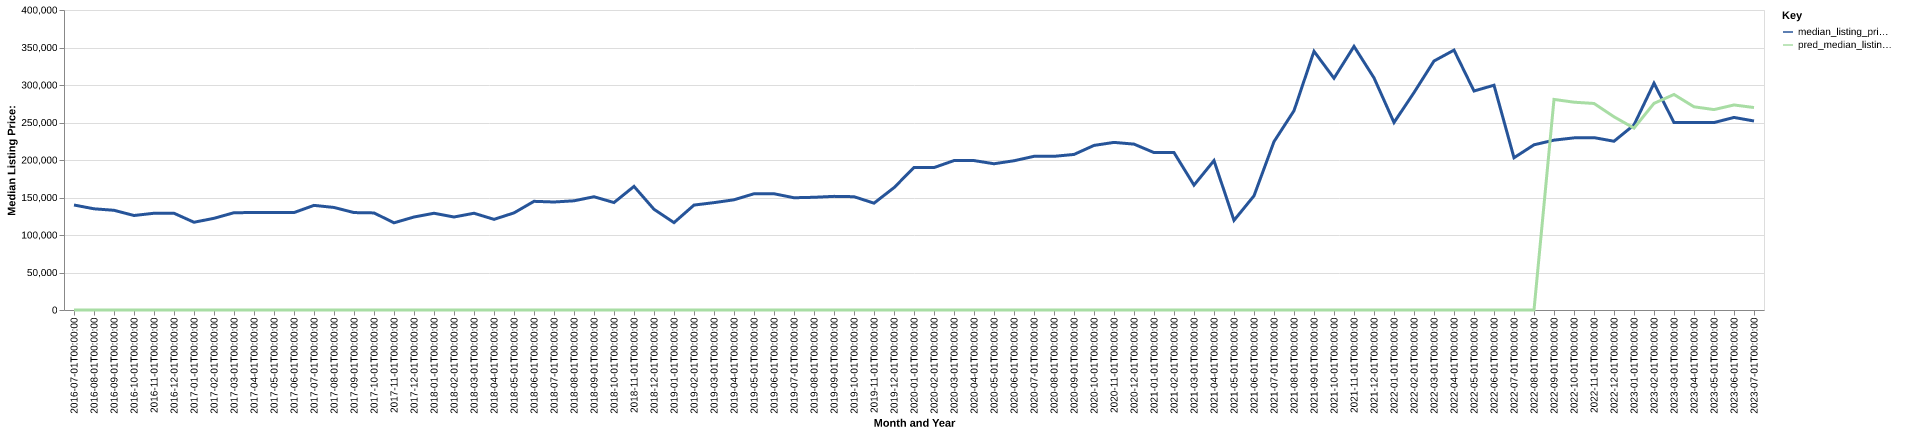 400,000
350,000
300,000
250,000
200,000
150,000
100,000
50,000
0
Median Listing Price:
2016-07-01T00:00:00
2016-08-01T00:00:00
2016-09-01T00:00:00
2016-10-01T00:00:00
2016-11-01T00:00:00
2016-12-01T00:00:00
2017-01-01T00:00:00
2017-02-01T00:00:00
2017-03-01T00:00:00
2017-04-01T00:00:00
2017-05-01T00:00:00
2017-06-01T00:00:00
2017-07-01T00:00:00
2017-08-01T00:00:00
2017-09-01T00:00:00
2017-10-01T00:00:00
2017-11-01T00:00:00
2017-12-01T00:00:00
2018-01-01T00:00:00
2018-02-01T00:00:00
2018-03-01T00:00:00
2018-04-01T00:00:00
2018-05-01T00:00:00
2018-06-01T00:00:00
2018-07-01T00:00:00
2018-08-01T00:00:00
2018-09-01T00:00:00
2018-10-01T00:00:00
2018-11-01T00:00:00
2018-12-01T00:00:00
2019-01-01T00:00:00
2019-02-01T00:00:00
2019-03-01T00:00:00
2019-04-01T00:00:00
2019-05-01T00:00:00
2019-06-01T00:00:00
2019-07-01T00:00:00
2019-08-01T00:00:00
2019-09-01T00:00:00
2019-10-01T00:00:00
2019-11-01T00:00:00
2019-12-01T00:00:00
2020-01-01T00:00:00
2020-02-01T00:00:00
2020-03-01T00:00:00
2020-04-01T00:00:00
2020-05-01T00:00:00
2020-06-01T00:00:00
2020-07-01T00:00:00
2020-08-01T00:00:00
2020-09-01T00:00:00
2020-10-01T00:00:00
2020-11-01T00:00:00
2020-12-01T00:00:00
2021-01-01T00:00:00
2021-02-01T00:00:00
2021-03-01T00:00:00
2021-04-01T00:00:00
2021-05-01T00:00:00
2021-06-01T00:00:00
2021-07-01T00:00:00
2021-08-01T00:00:00
2021-09-01T00:00:00
2021-10-01T00:00:00
2021-11-01T00:00:00
2021-12-01T00:00:00
2022-01-01T00:00:00
2022-02-01T00:00:00
2022-03-01T00:00:00
2022-04-01T00:00:00
2022-05-01T00:00:00
2022-06-01T00:00:00
2022-07-01T00:00:00
2022-08-01T00:00:00
2022-09-01T00:00:00
2022-10-01T00:00:00
2022-11-01T00:00:00
2022-12-01T00:00:00
2023-01-01T00:00:00
2023-02-01T00:00:00
2023-03-01T00:00:00
2023-04-01T00:00:00
2023-05-01T00:00:00
2023-06-01T00:00:00
2023-07-01T00:00:00
Month and Year
Key
median_listing_pri…
pred_median_listin…